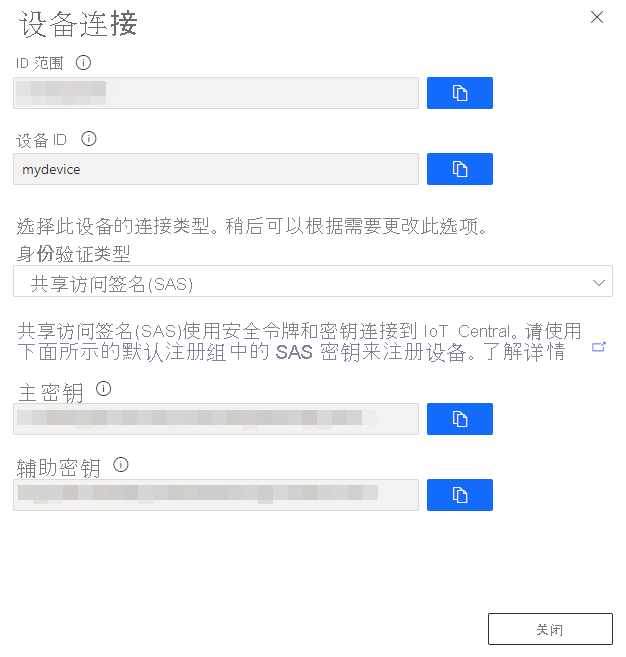 设备连接
ID 范围
设备 ID
mydevice
选择此设备的连接类型。稍后可以根据需要更改此选项。
身份验证类型
共享访问签名(SAS)
共享访问签名(SAS)使用安全令牌和密钥连接到 IoT Central。请使用
下面所示的默认注册组中的 SAS 密钥来注册设备。了解详情
主密钥
辅助密钥
关闭